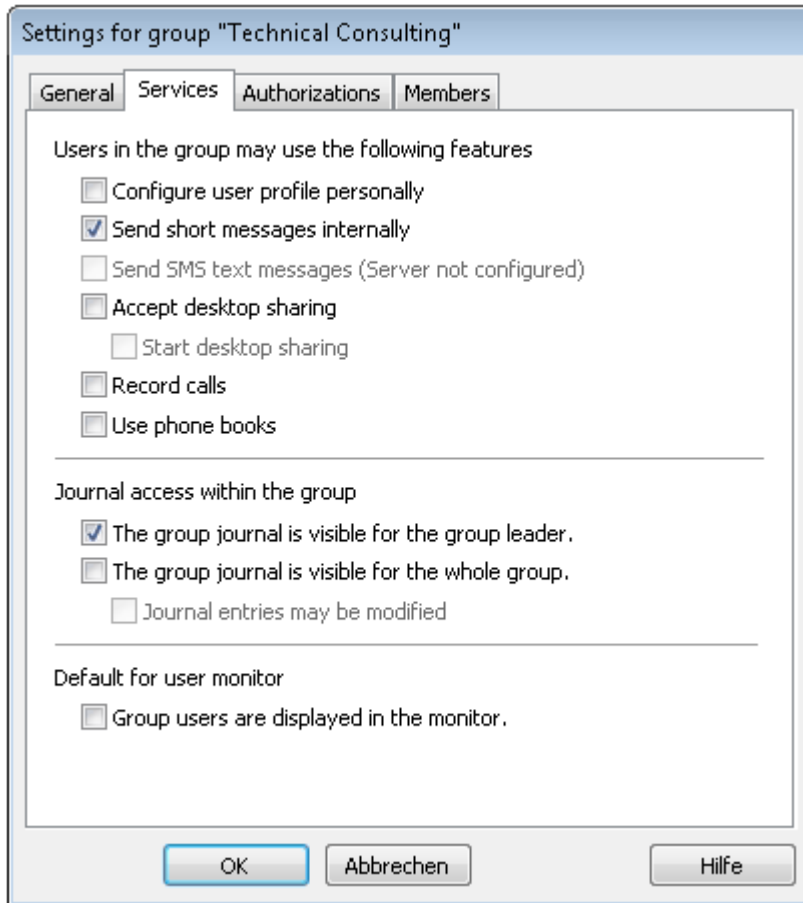 Settings for group "Technical Consulting"
General Services Authorizations Members
Users in the group may use the following features
Configure user profile personally
Send short messages internally
Send SMS text messages (Server not configured)
Accept desktop sharing
Start desktop sharing
Record calls
Use phone books
Journal access within the group
The group journal is visible for the group leader.
The group journal is visible for the whole group.
Journal entries may be modified
Default for user monitor
Group users are displayed in the monitor.
OK Abbrechen Hilfe